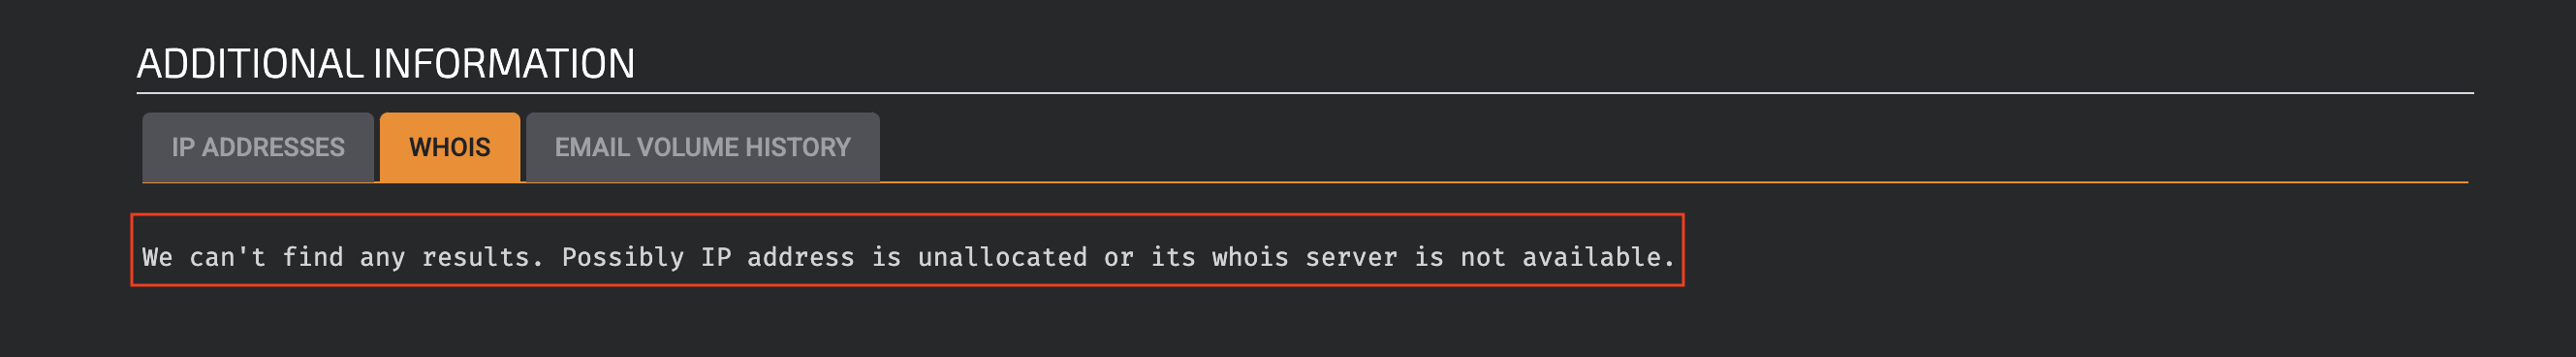 ADDITIONAL INFORMATION
IP ADDRESSES WHOIS EMAIL VOLUME HISTORY
We can't find any results. Possibly IP address is unallocated or its whois server is not available.